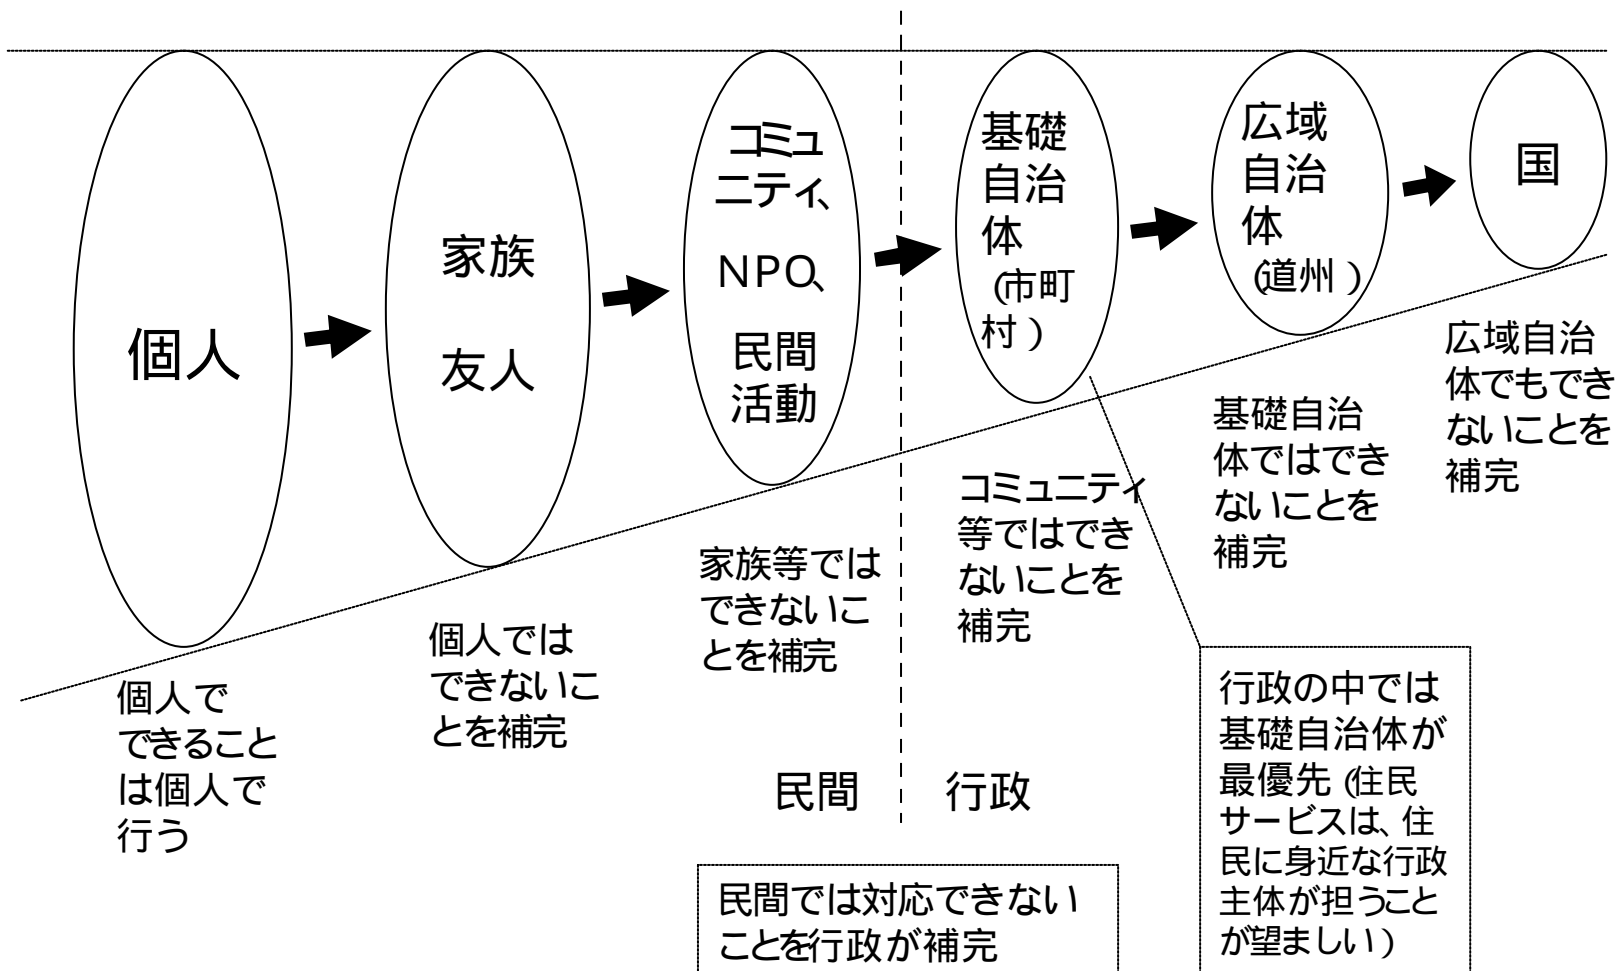 個人
家族
友人
コミュ
ニティ、
NPO、
民間
活動
基礎
自治
体
(市町
村)
広域
自治
体
(道州)
国
個人で
できること
は個人で
行う
個人では
できないこ
とを補完
家族等では
できないこ
とを補完
コミュニティ
等ではでき
ないことを
補完
基礎自治
体ではでき
ないことを
補完
広域自治
体でもでき
ないことを
補完
民間
行政
民間では対応できない
ことを行政が補完
行政の中では
基礎自治体が
最優先(住民
サービスは、住
民に身近な行政
主体が担うこと
が望ましい)